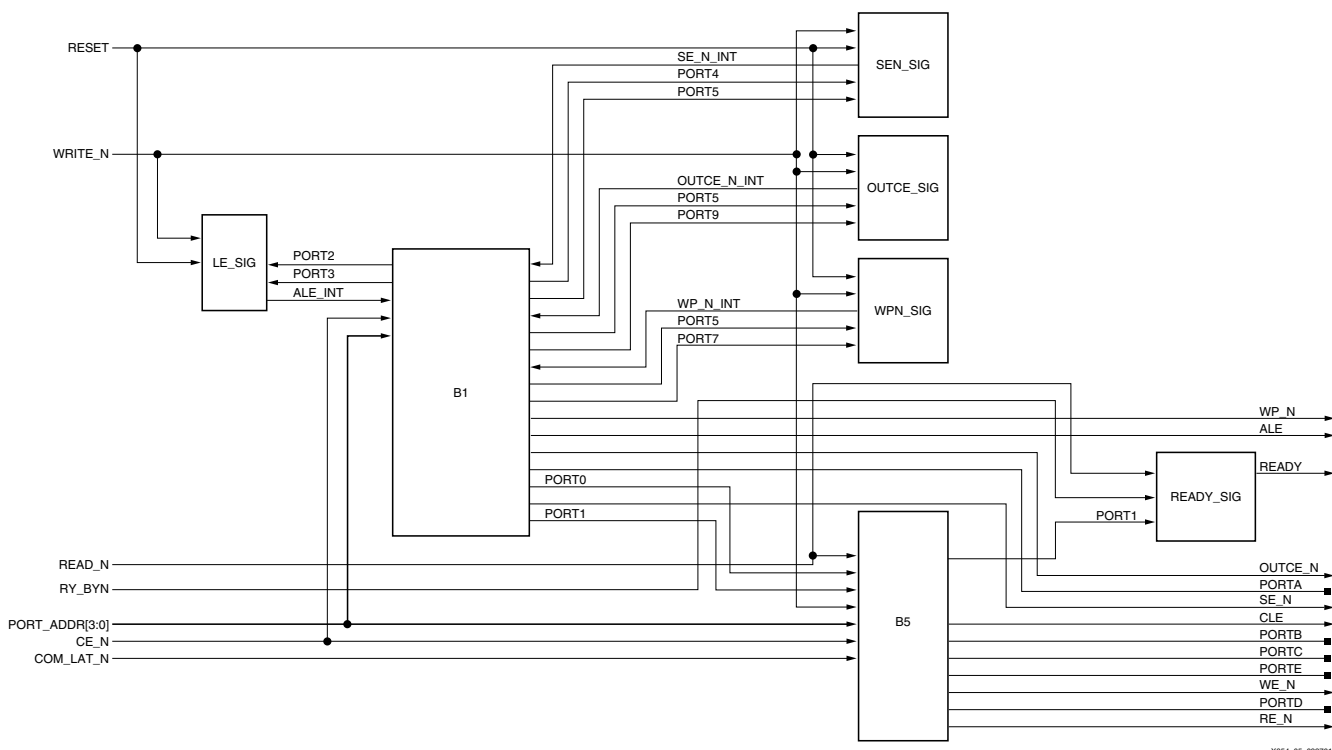 RESET
SE_N_INT
PORT4
PORT5
SEN_SIG
WRITE_N
OUTCE_N_INT
PORT5
PORT9
OUTCE_SIG
LE_SIG
PORT2
PORT3
ALE_INT
WP_N_INT
PORT5
PORT7
WPN_SIG
B1
WP_N
ALE
READY
READY_SIG
PORT0
PORT1
PORT1
READ_N
RY_BYN
PORT_ADDR[3:0]
CE_N
COM_LAT_N
B5
OUTCE_N
PORTA
SE_N
CLE
PORTB
PORTC
PORTE
WE_N
PORTD
RE_N